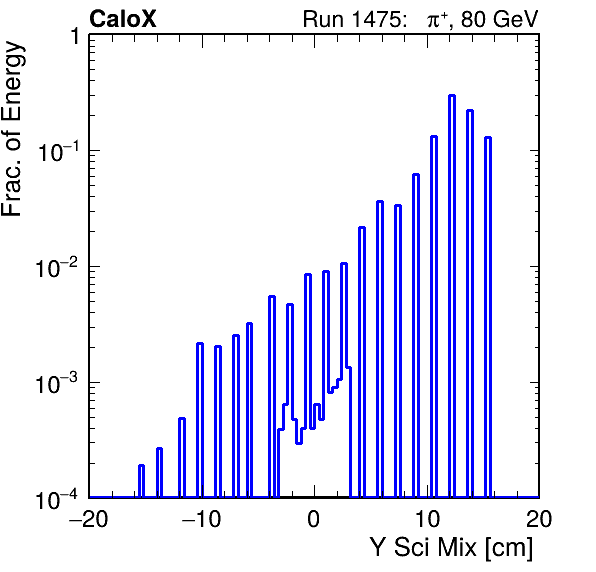 CaloX Run 1475: π⁺, 80 GeV
Frac. of Energy
1
10⁻¹
10⁻²
10⁻³
10⁻⁴
−20 −10 0 10 20
Y Sci Mix [cm]